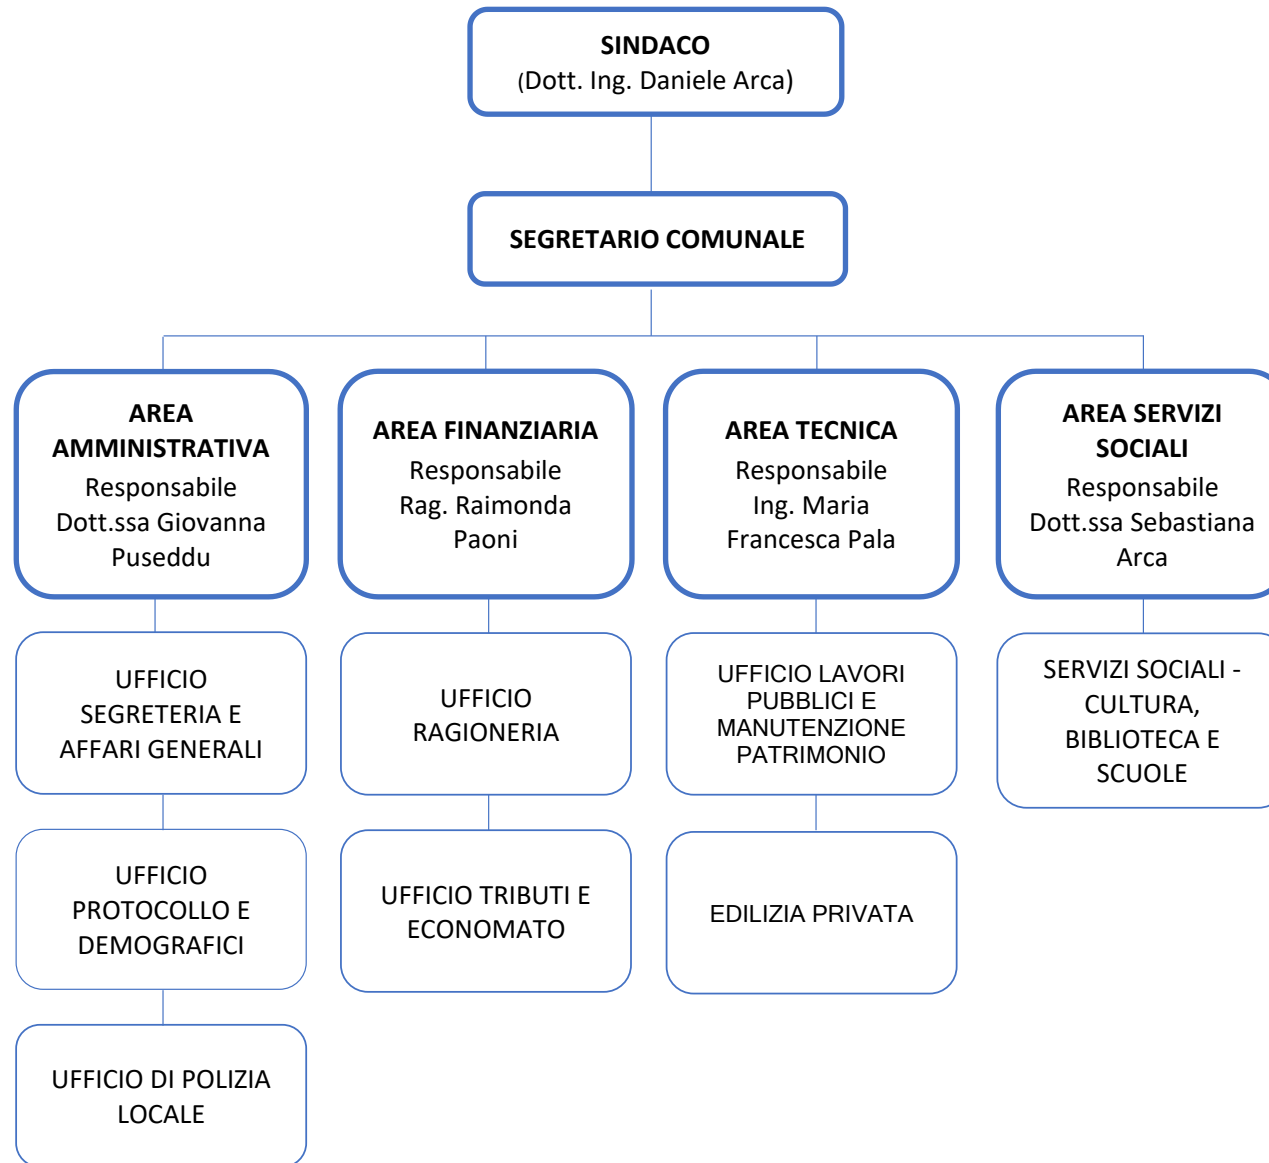 SINDACO
(Dott. Ing. Daniele Arca)
SEGRETARIO COMUNALE
AREA
AMMINISTRATIVA
Responsabile
Dott.ssa Giovanna
Puseddu
AREA FINANZIARIA
Responsabile
Rag. Raimonda
Paoni
AREA TECNICA
Responsabile
Ing. Maria
Francesca Pala
AREA SERVIZI
SOCIALI
Responsabile
Dott.ssa Sebastiana
Arca
UFFICIO
SEGRETERIA E
AFFARI GENERALI
UFFICIO
RAGIONERIA
UFFICIO LAVORI
PUBBLICI E
MANUTENZIONE
PATRIMONIO
SERVIZI SOCIALI -
CULTURA,
BIBLIOTECA E
SCUOLE
UFFICIO
PROTOCOLLO E
DEMOGRAFICI
UFFICIO TRIBUTI E
ECONOMATO
EDILIZIA PRIVATA
UFFICIO DI POLIZIA
LOCALE